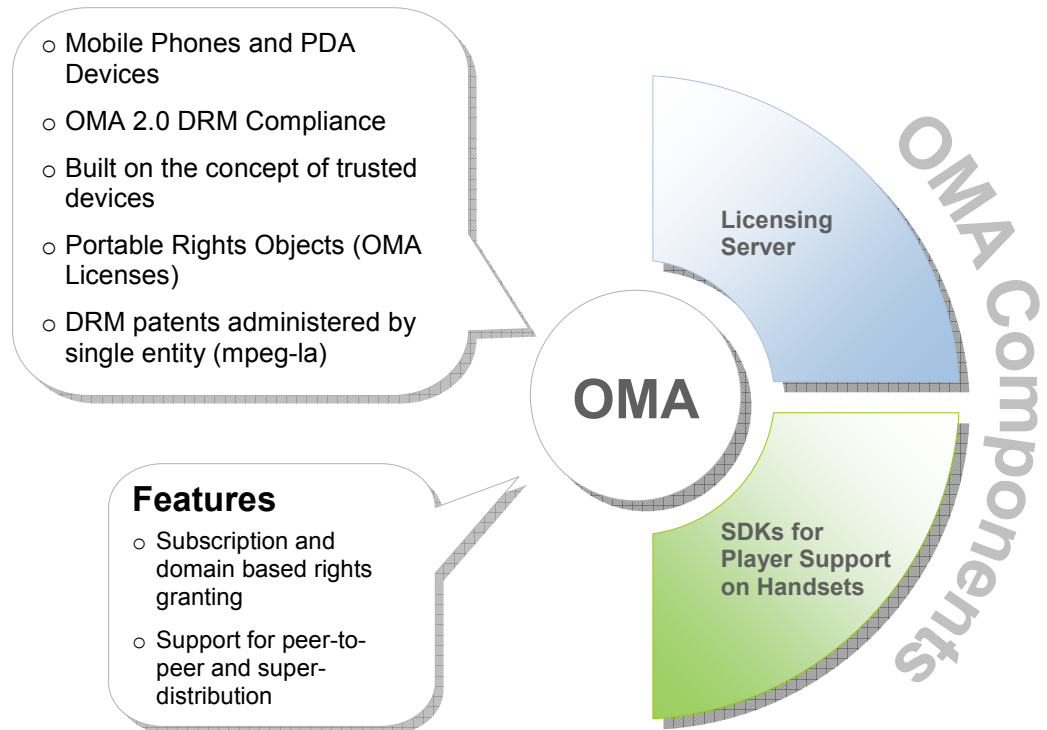 ○ Mobile Phones and PDA
Devices
○ OMA 2.0 DRM Compliance
○ Built on the concept of trusted
devices
○ Portable Rights Objects (OMA
Licenses)
○ DRM patents administered by
single entity (mpeg-la)
Features
○ Subscription and
domain based rights
granting
○ Support for peer-to-
peer and super-
distribution
OMA
Licensing
Server
SDKs for
Player Support
on Handsets
OMA Components